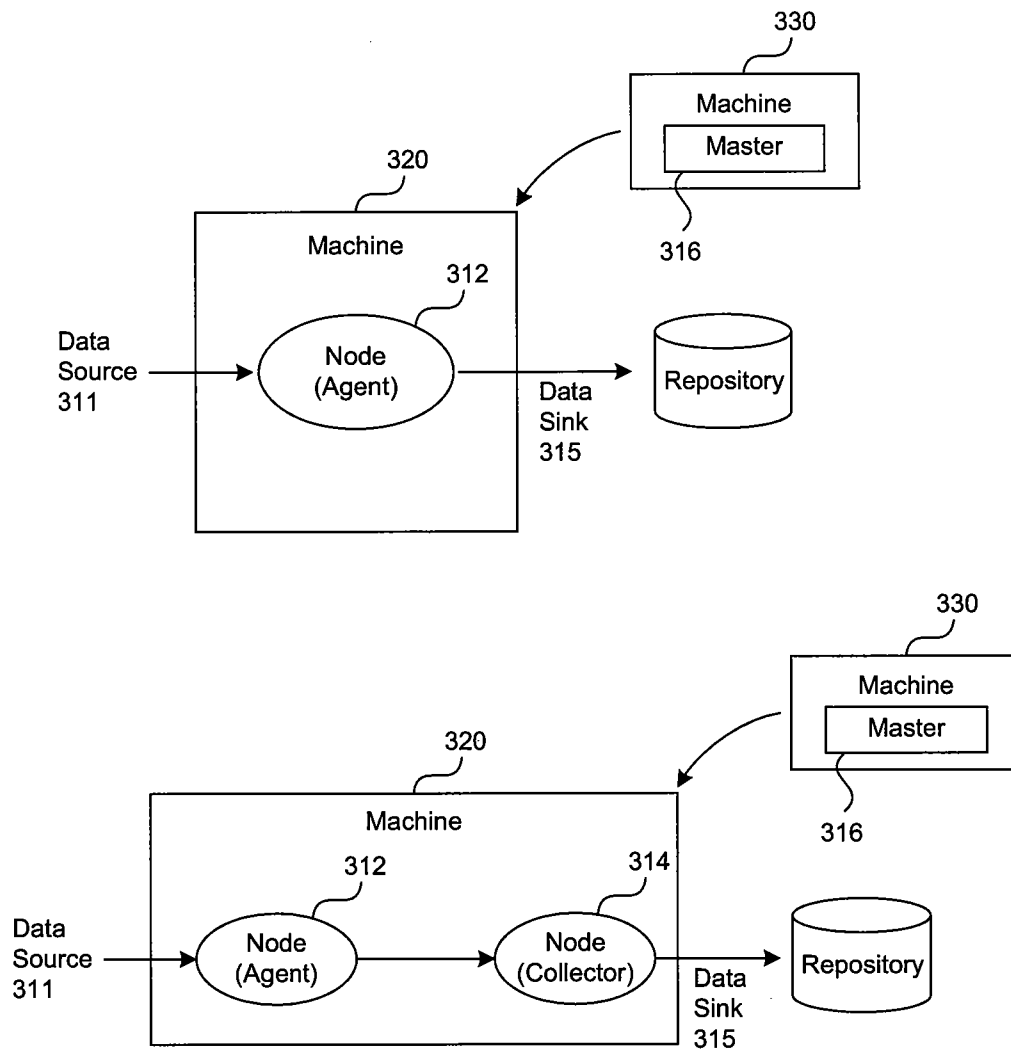 330
Machine
Master
320
316
Machine
312
Data
Source
311
Node
(Agent)
Data
Sink
315
Repository
330
Machine
Master
320
316
Machine
312
314
Data
Source
311
Node
(Agent)
Node
(Collector)
Data
Sink
315
Repository